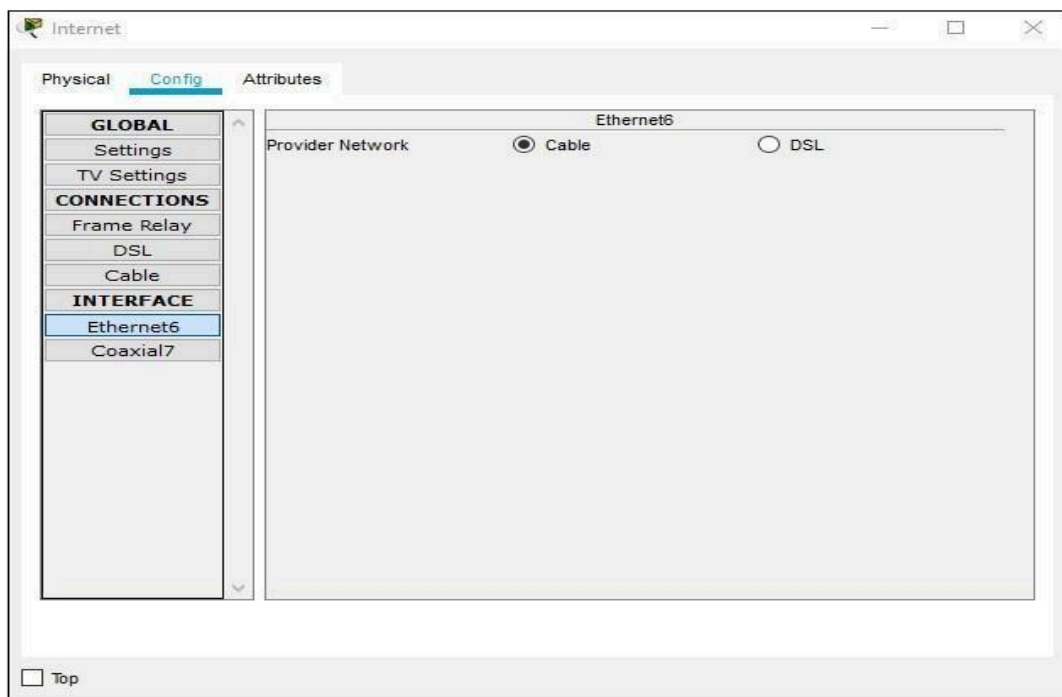 Internet
Physical Config Attributes
GLOBAL
Settings
TV Settings
CONNECTIONS
Frame Relay
DSL
Cable
INTERFACE
Ethernet6
Coaxial7
Ethernet6
Provider Network Cable DSL
Top